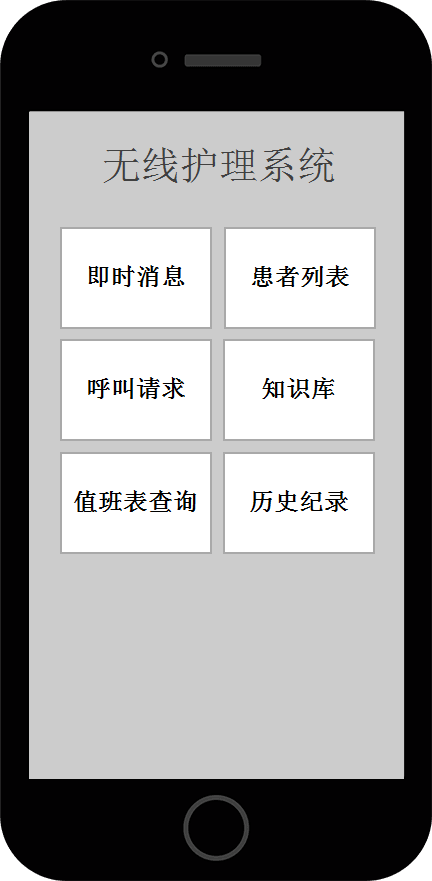 无线护理系统
即时消息
患者列表
呼叫请求
知识库
值班表查询
历史纪录